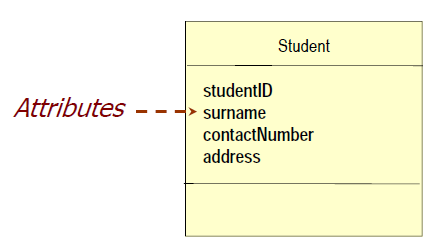 Student
Attributes
studentID
surname
contactNumber
address